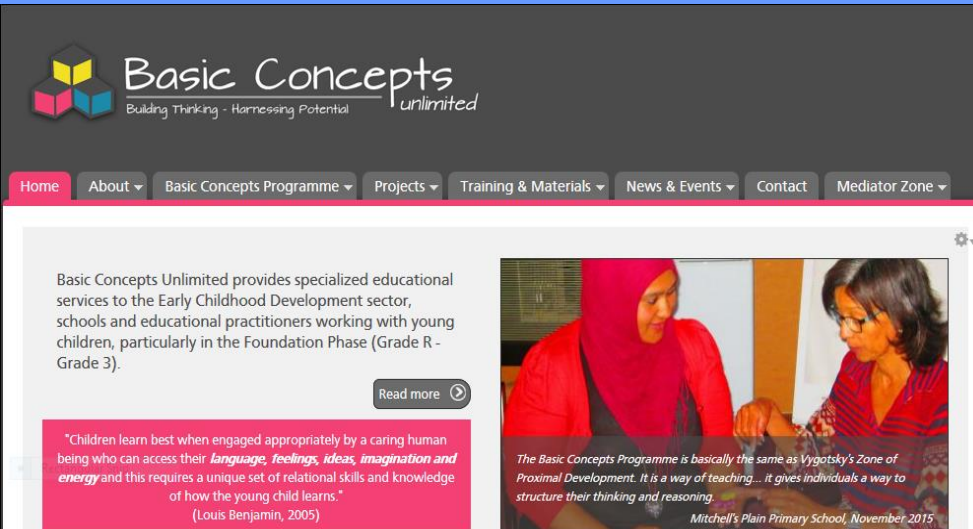 Basic Concepts
unlimited
Building Thinking - Harnessing Potential
Home
About
Basic Concepts Programme
Projects
Training & Materials
News & Events
Contact
Mediator Zone
Basic Concepts Unlimited provides specialized educational
services to the Early Childhood Development sector,
schools and educational practitioners working with young
children, particularly in the Foundation Phase (Grade R -
Grade 3).
Read more
"Children learn best when engaged appropriately by a caring human
being who can access their language, feelings, ideas, imagination and
energy and this requires a unique set of relational skills and knowledge
of how the young child learns."
(Louis Benjamin, 2005)
The Basic Concepts Programme is basically the same as Vygotsky's Zone of
Proximal Development. It is a way of teaching... it gives individuals a way to
structure their thinking and reasoning.
Mitchell's Plain Primary School, November 2015